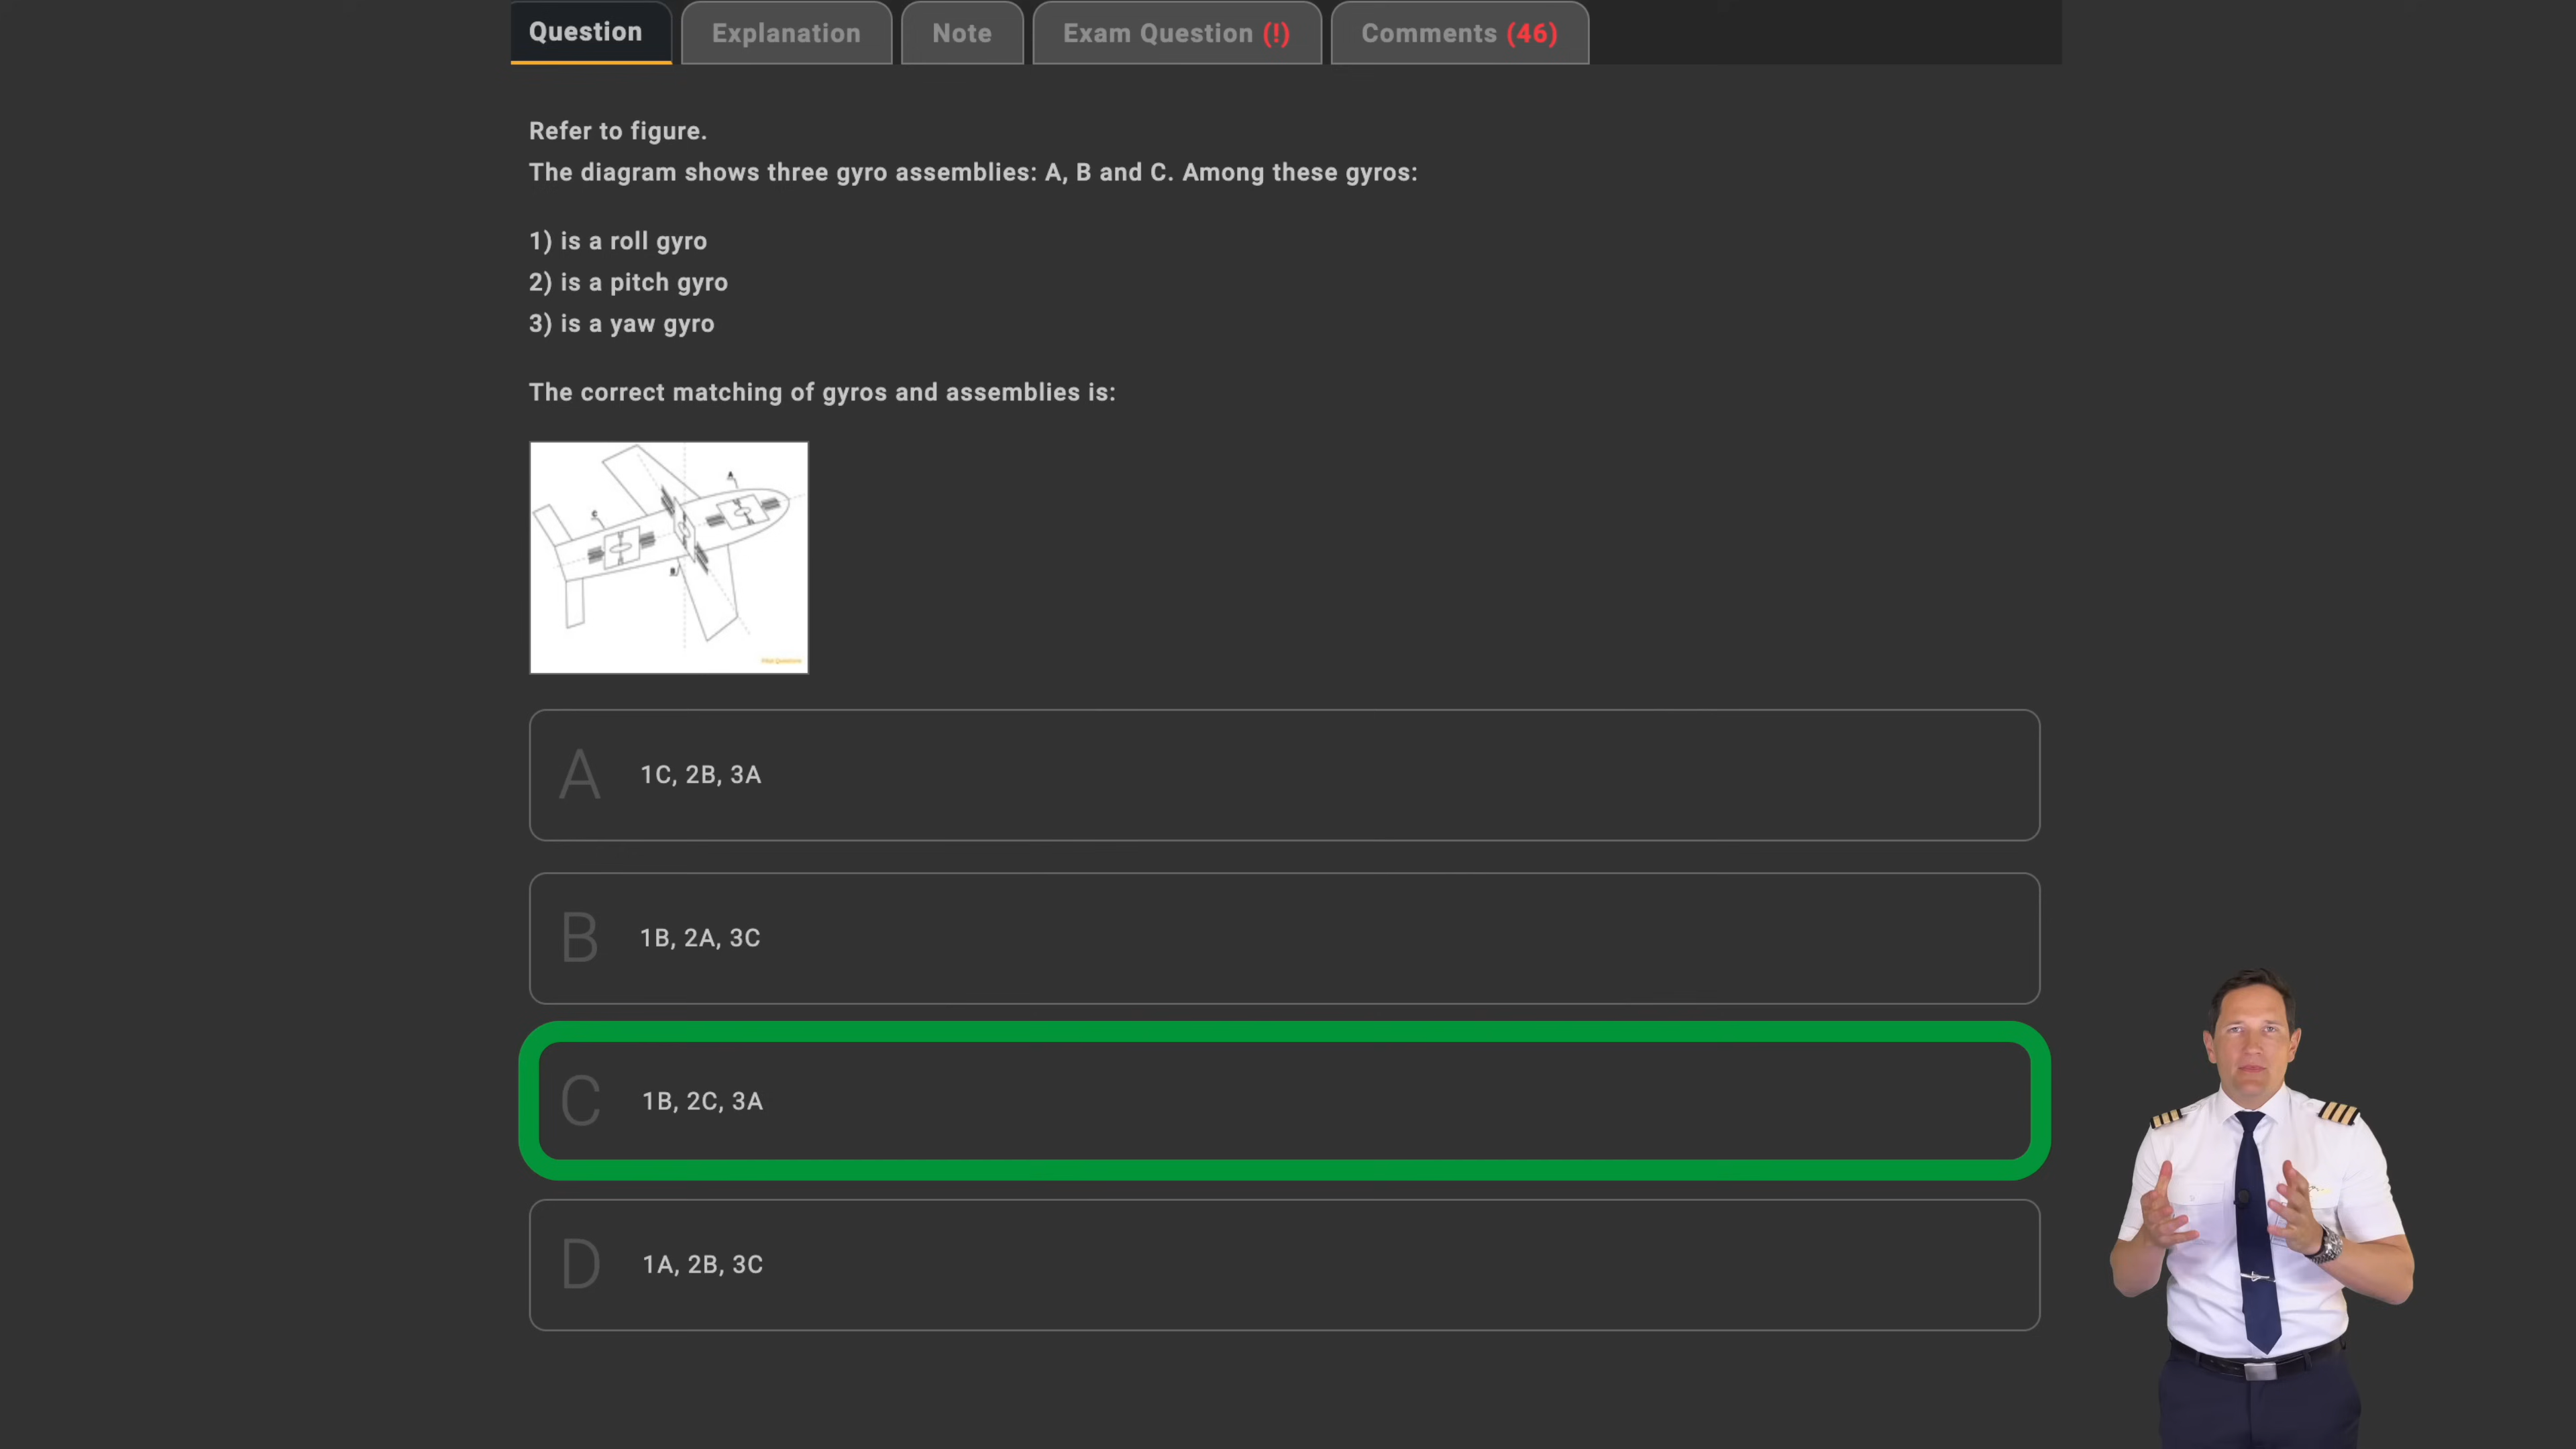 Question
Explanation
Note
Exam Question (!)
Comments (46)
Refer to figure.
The diagram shows three gyro assemblies: A, B and C. Among these gyros:
1) is a roll gyro
2) is a pitch gyro
3) is a yaw gyro
The correct matching of gyros and assemblies is:
A
C
B
A 1C, 2B, 3A
B 1B, 2A, 3C
C 1B, 2C, 3A
D 1A, 2B, 3C